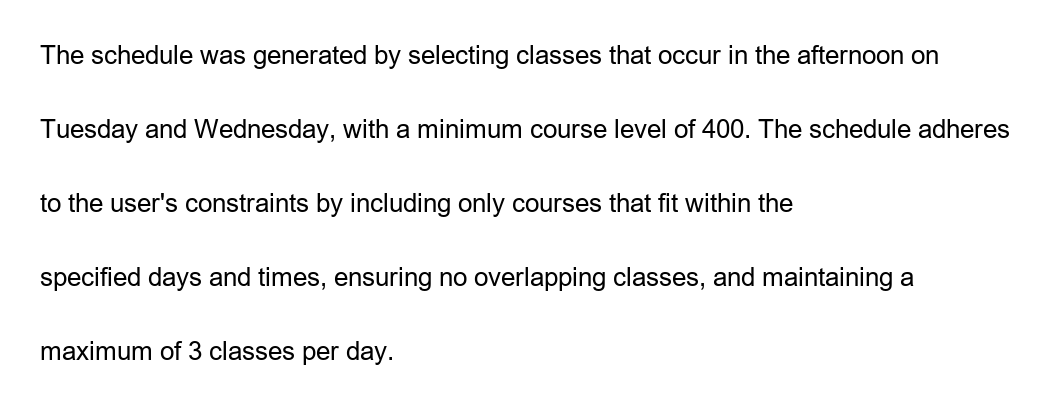 The schedule was generated by selecting classes that occur in the afternoon on
Tuesday and Wednesday, with a minimum course level of 400. The schedule adheres
to the user's constraints by including only courses that fit within the
specified days and times, ensuring no overlapping classes, and maintaining a
maximum of 3 classes per day.